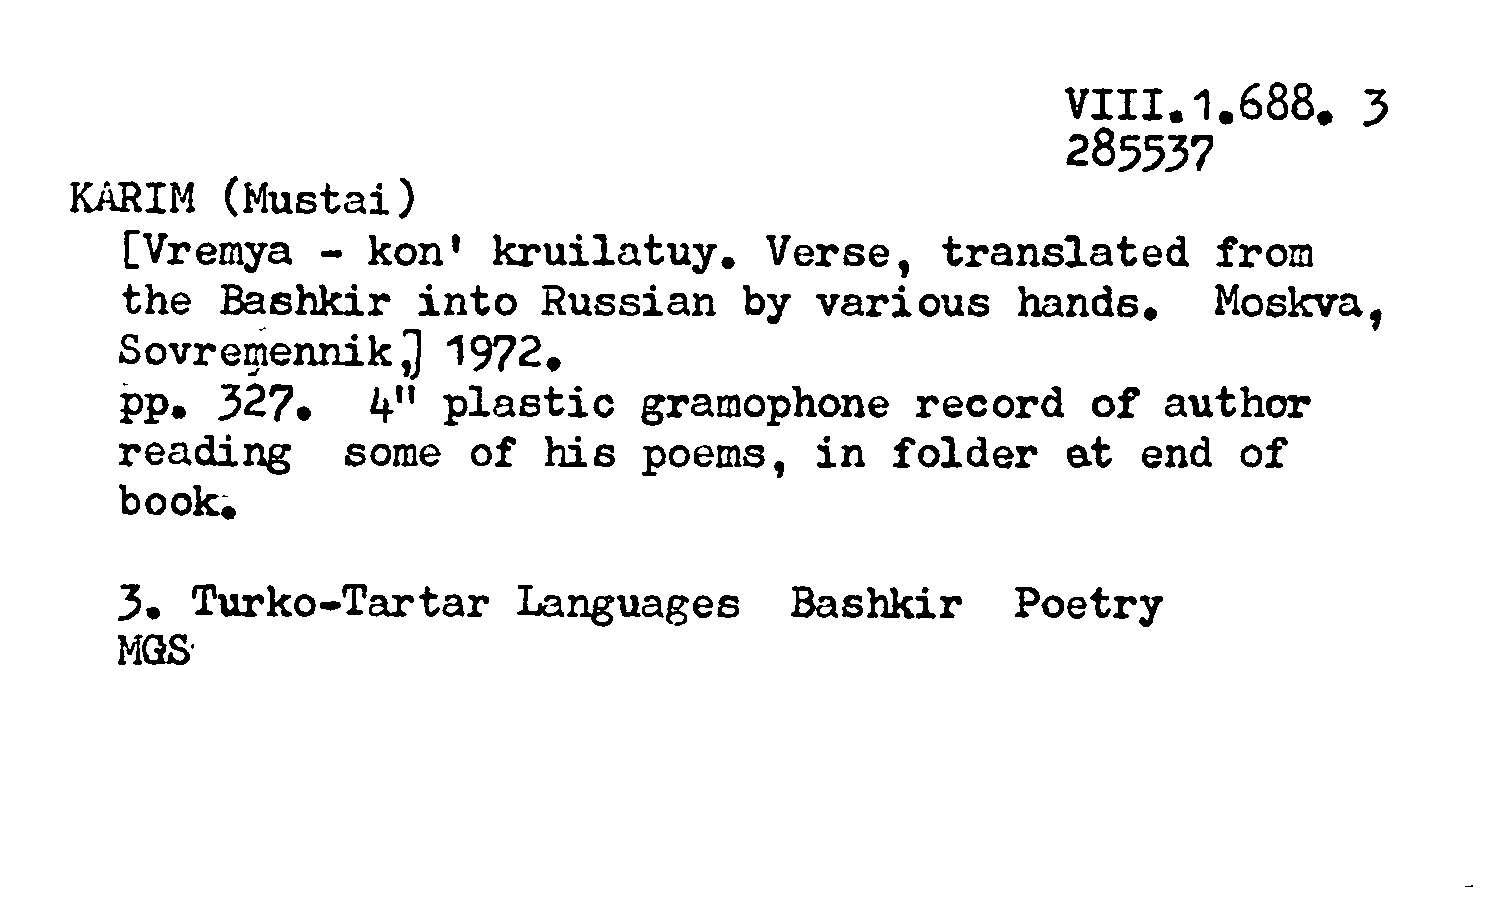 VIII.1.688. 3
285537
KARIM (Mustai)
[Vremya - kon' kruilatuy. Verse, translated from
the Bashkir into Russian by various hands. Moskva,
Sovremennik,] 1972.
pp. 327. 4" plastic gramophone record of author
reading some of his poems, in folder at end of
book.
3. Turko-Tartar Languages Bashkir Poetry
MGS